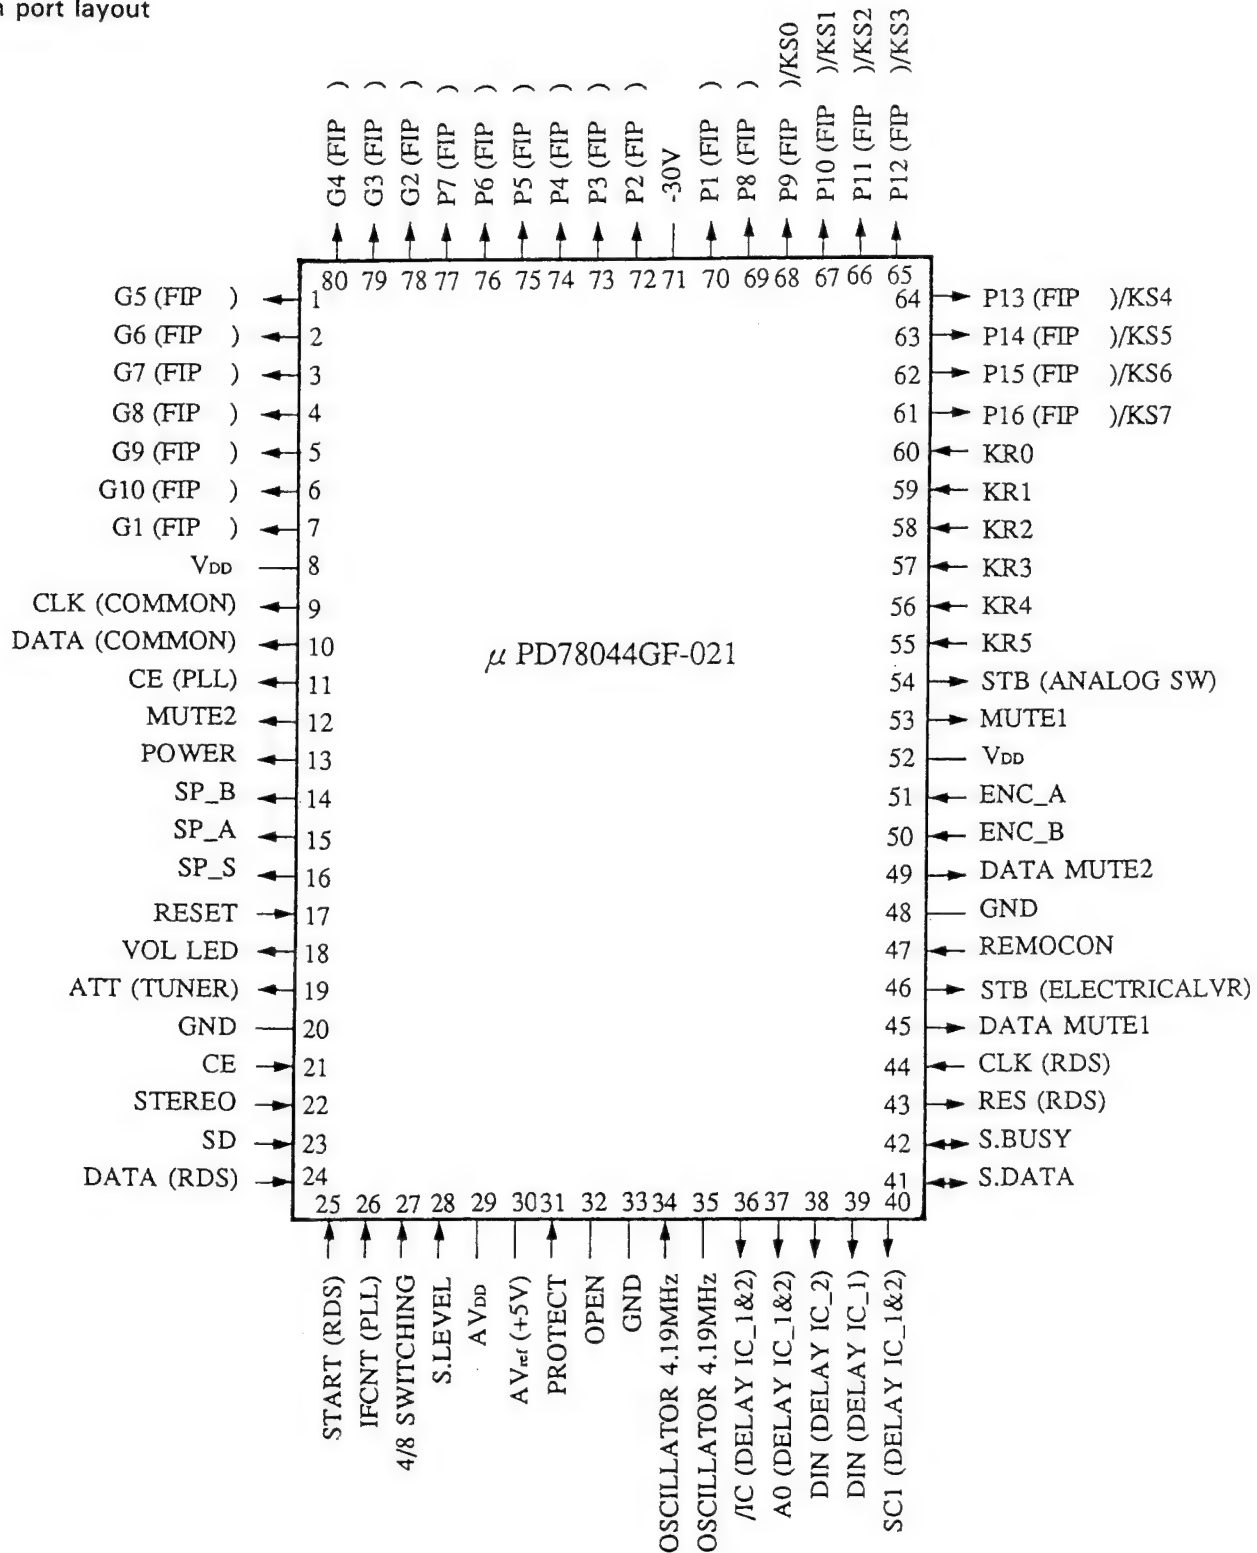 a port layout
G4 (FIP )
G3 (FIP )
G2 (FIP )
P7 (FIP )
P6 (FIP )
P5 (FIP )
P4 (FIP )
P3 (FIP )
P2 (FIP )
-30V
P1 (FIP )
P8 (FIP )
P9 (FIP )/KS0
P10 (FIP )/KS1
P11 (FIP )/KS2
P12 (FIP )/KS3
80 79 78 77 76 75 74 73 72 71 70 69 68 67 66 65
G5 (FIP ) 1
G6 (FIP ) 2
G7 (FIP ) 3
G8 (FIP ) 4
G9 (FIP ) 5
G10 (FIP ) 6
G1 (FIP ) 7
VDD 8
CLK (COMMON) 9
DATA (COMMON) 10
CE (PLL) 11
MUTE2 12
POWER 13
SP_B 14
SP_A 15
SP_S 16
RESET 17
VOL LED 18
ATT (TUNER) 19
GND 20
CE 21
STEREO 22
SD 23
DATA (RDS) 24
μ PD78044GF-021
64 P13 (FIP )/KS4
63 P14 (FIP )/KS5
62 P15 (FIP )/KS6
61 P16 (FIP )/KS7
60 KR0
59 KR1
58 KR2
57 KR3
56 KR4
55 KR5
54 STB (ANALOG SW)
53 MUTE1
52 VDD
51 ENC_A
50 ENC_B
49 DATA MUTE2
48 GND
47 REMOCON
46 STB (ELECTRICALVR)
45 DATA MUTE1
44 CLK (RDS)
43 RES (RDS)
42 S.BUSY
41 S.DATA
25 26 27 28 29 30 31 32 33 34 35 36 37 38 39 40
START (RDS)
IFCNT (PLL)
4/8 SWITCHING
S.LEVEL
AVDD
AVref (+5V)
PROTECT
OPEN
GND
OSCILLATOR 4.19MHz
OSCILLATOR 4.19MHz
/IC (DELAY IC_1&2)
A0 (DELAY IC_1&2)
DIN (DELAY IC_2)
DIN (DELAY IC_1)
SC1 (DELAY IC_1&2)